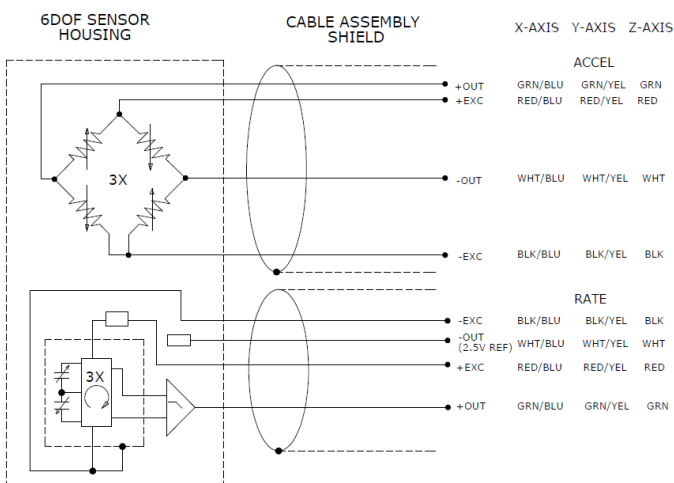 6DOF SENSOR
HOUSING
CABLE ASSEMBLY
SHIELD
X-AXIS Y-AXIS Z-AXIS
ACCEL
+OUT GRN/BLU GRN/YEL GRN
+EXC RED/BLU RED/YEL RED
3X
-OUT WHT/BLU WHT/YEL WHT
-EXC BLK/BLU BLK/YEL BLK
RATE
-EXC BLK/BLU BLK/YEL BLK
-OUT
(2.5V REF) WHT/BLU WHT/YEL WHT
+EXC RED/BLU RED/YEL RED
3X
+OUT GRN/BLU GRN/YEL GRN